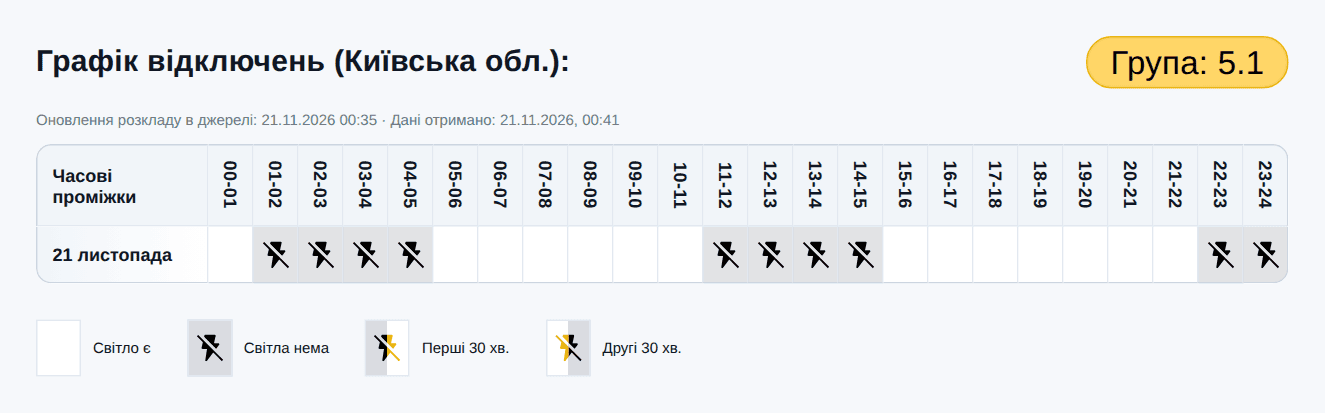 Графік відключень (Київська обл.):
Група: 5.1
Оновлення розкладу в джерелі: 21.11.2026 00:35 · Дані отримано: 21.11.2026, 00:41
Часові
проміжки
00-01 01-02 02-03 03-04 04-05 05-06 06-07 07-08 08-09 09-10 10-11 11-12 12-13 13-14 14-15 15-16 16-17 17-18 18-19 19-20 20-21 21-22 22-23 23-24
21 листопада
Світло є
Світла нема
Перші 30 хв.
Другі 30 хв.